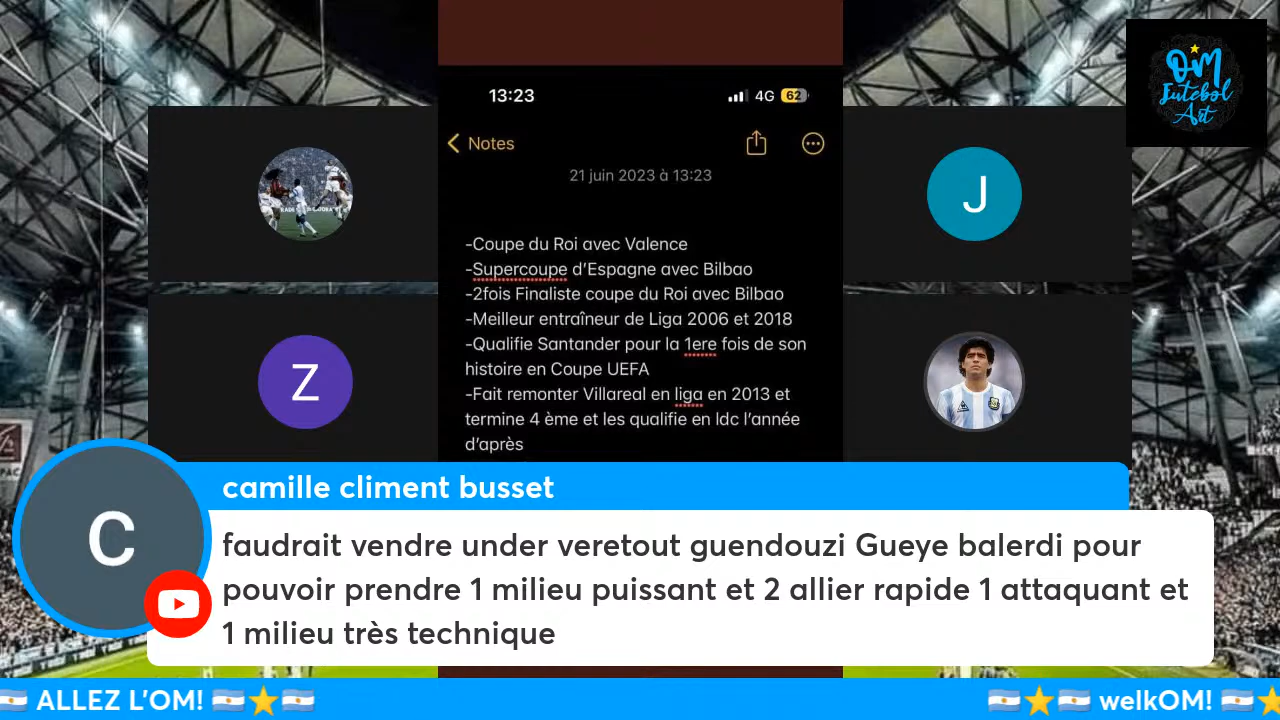 13:23
4G
62
Notes
21 juin 2023 à 13:23
-Coupe du Roi avec Valence
-Supercoupe d'Espagne avec Bilbao
-2fois Finaliste coupe du Roi avec Bilbao
-Meilleur entraîneur de Liga 2006 et 2018
-Qualifie Santander pour la 1ere fois de son
histoire en Coupe UEFA
-Fait remonter Villareal en liga en 2013 et
termine 4 ème et les qualifie en ldc l'année
d'après
OM
Futebol
Art
J
Z
C
camille climent busset
faudrait vendre under veretout guendouzi Gueye balerdi pour
pouvoir prendre 1 milieu puissant et 2 allier rapide 1 attaquant et
1 milieu très technique
🇦🇷 ALLEZ L'OM! 🇦🇷⭐🇦🇷 🇦🇷⭐🇦🇷 welkOM! 🇦🇷⭐